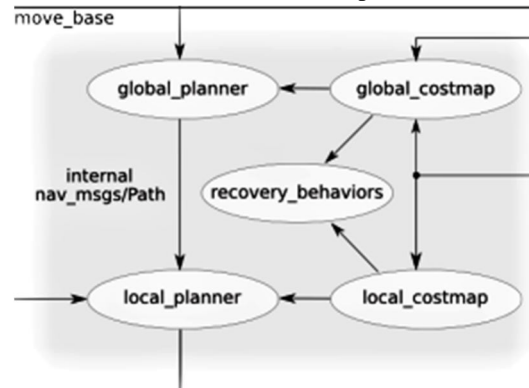 move_base
global_planner
global_costmap
internal
nav_msgs/Path
recovery_behaviors
local_planner
local_costmap